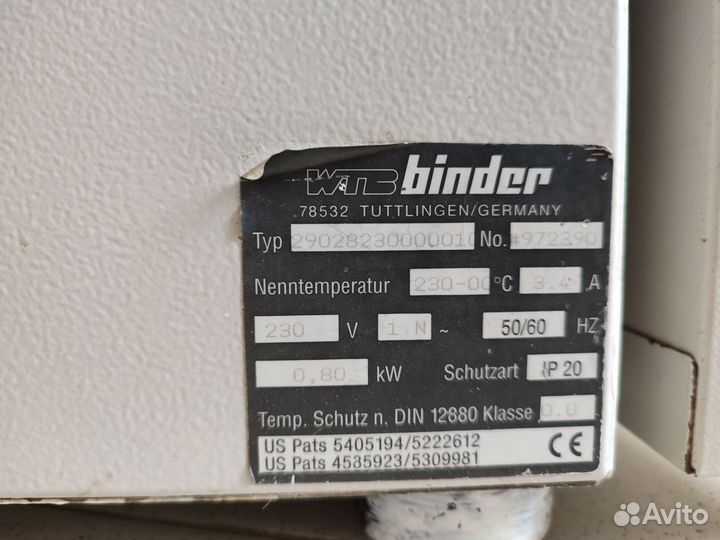 WTB binder
78532 TUTTLINGEN/GERMANY
Typ 29028230000010 No. 972390
Nenntemperatur 230-00 °C 3.4 A
230 V 1 N ~ 50/60 HZ
0,80 kW Schutzart IP 20
Temp. Schutz n. DIN 12880 Klasse 0.0
US Pats 5405194/5222612
US Pats 4535923/5309981
CE
Avito